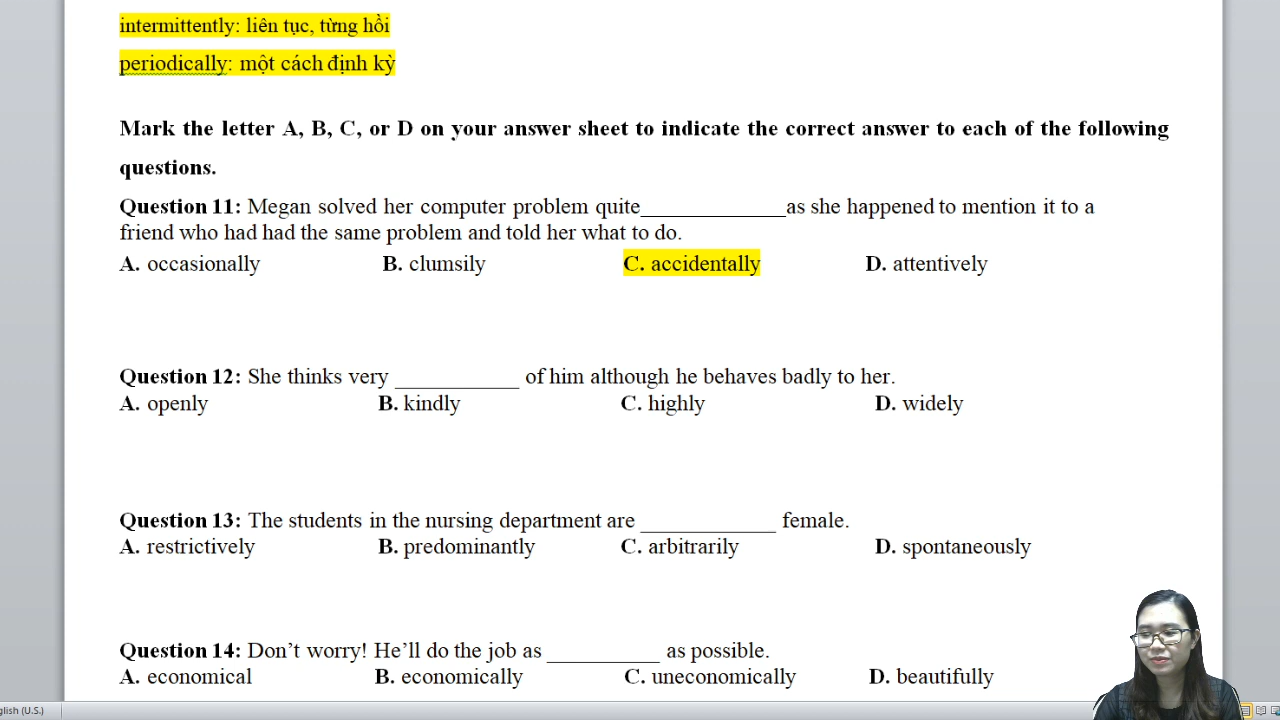 intermittently: liên tục, từng hồi
periodically: một cách định kỳ
Mark the letter A, B, C, or D on your answer sheet to indicate the correct answer to each of the following
questions.
Question 11: Megan solved her computer problem quite_____________as she happened to mention it to a
friend who had had the same problem and told her what to do.
A. occasionally B. clumsily C. accidentally D. attentively
Question 12: She thinks very ___________ of him although he behaves badly to her.
A. openly B. kindly C. highly D. widely
Question 13: The students in the nursing department are ____________ female.
A. restrictively B. predominantly C. arbitrarily D. spontaneously
Question 14: Don’t worry! He’ll do the job as __________ as possible.
A. economical B. economically C. uneconomically D. beautifully
glish (U.S.)